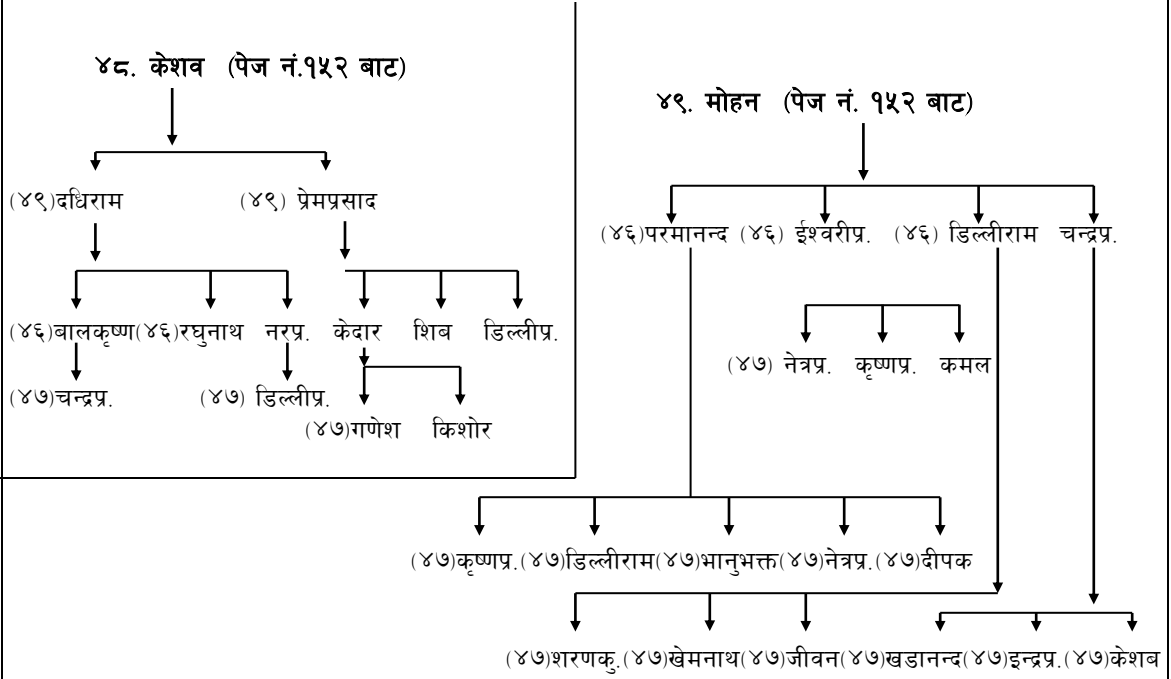 ४८. केशव (पेज नं.१५२ बाट)
(४९)दधिराम (४९) प्रेमप्रसाद
(४६)बालकृष्ण(४६)रघुनाथ नरप्र. केदार शिब डिल्लीप्र.
(४७)चन्द्रप्र. (४७) डिल्लीप्र.
(४७)गणेश किशोर
४९. मोहन (पेज नं. १५२ बाट)
(४६)परमानन्द (४६) ईश्वरीप्र. (४६) डिल्लीराम चन्द्रप्र.
(४७) नेत्रप्र. कृष्णप्र. कमल
(४७)कृष्णप्र.(४७)डिल्लीराम(४७)भानुभक्त(४७)नेत्रप्र.(४७)दीपक
(४७)शरणकु.(४७)खेमनाथ(४७)जीवन(४७)खडानन्द(४७)इन्द्रप्र.(४७)केशब